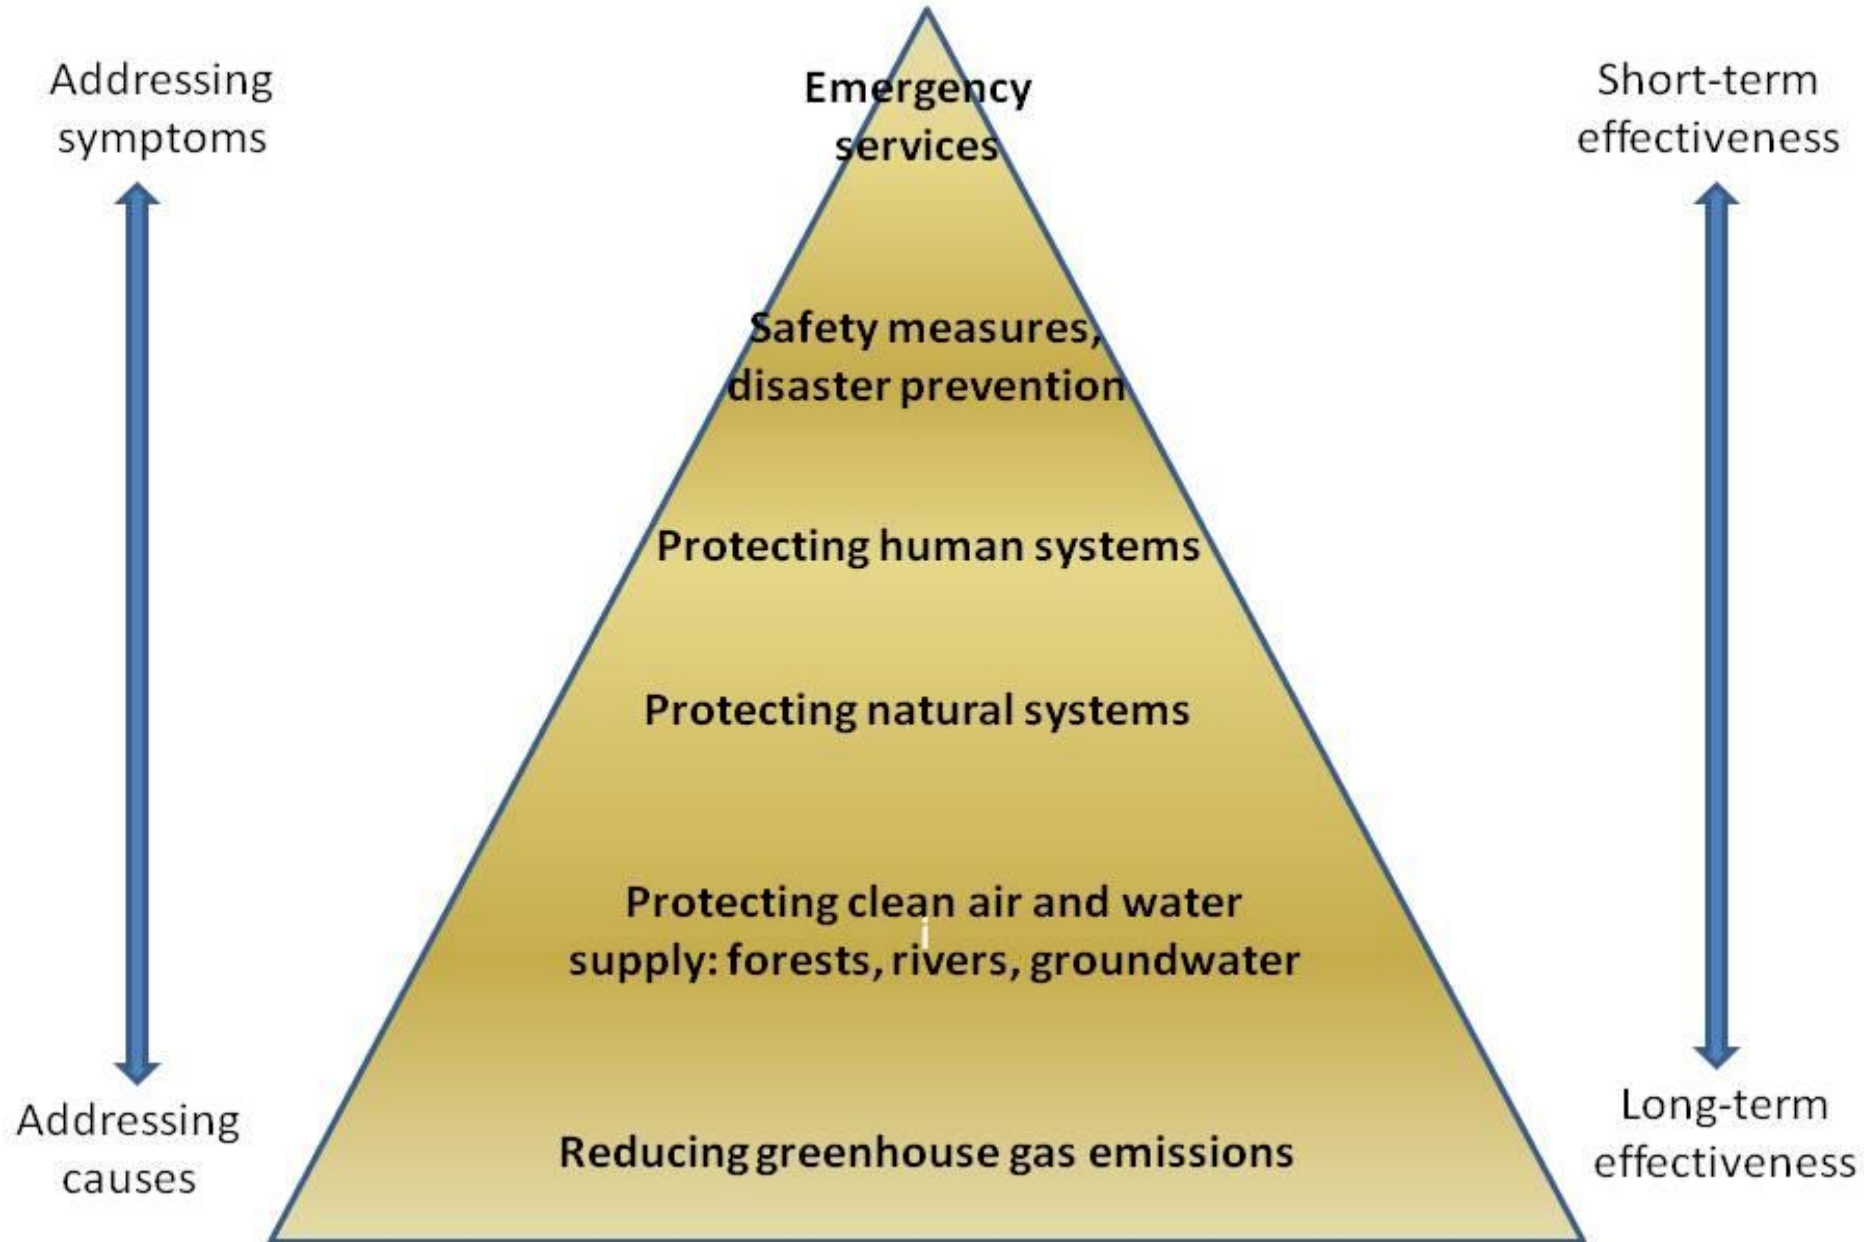 Addressing
symptoms
Emergency
services
Short-term
effectiveness
Safety measures,
disaster prevention
Protecting human systems
Protecting natural systems
Protecting clean air and water
i
supply: forests, rivers, groundwater
Addressing
causes
Reducing greenhouse gas emissions
Long-term
effectiveness